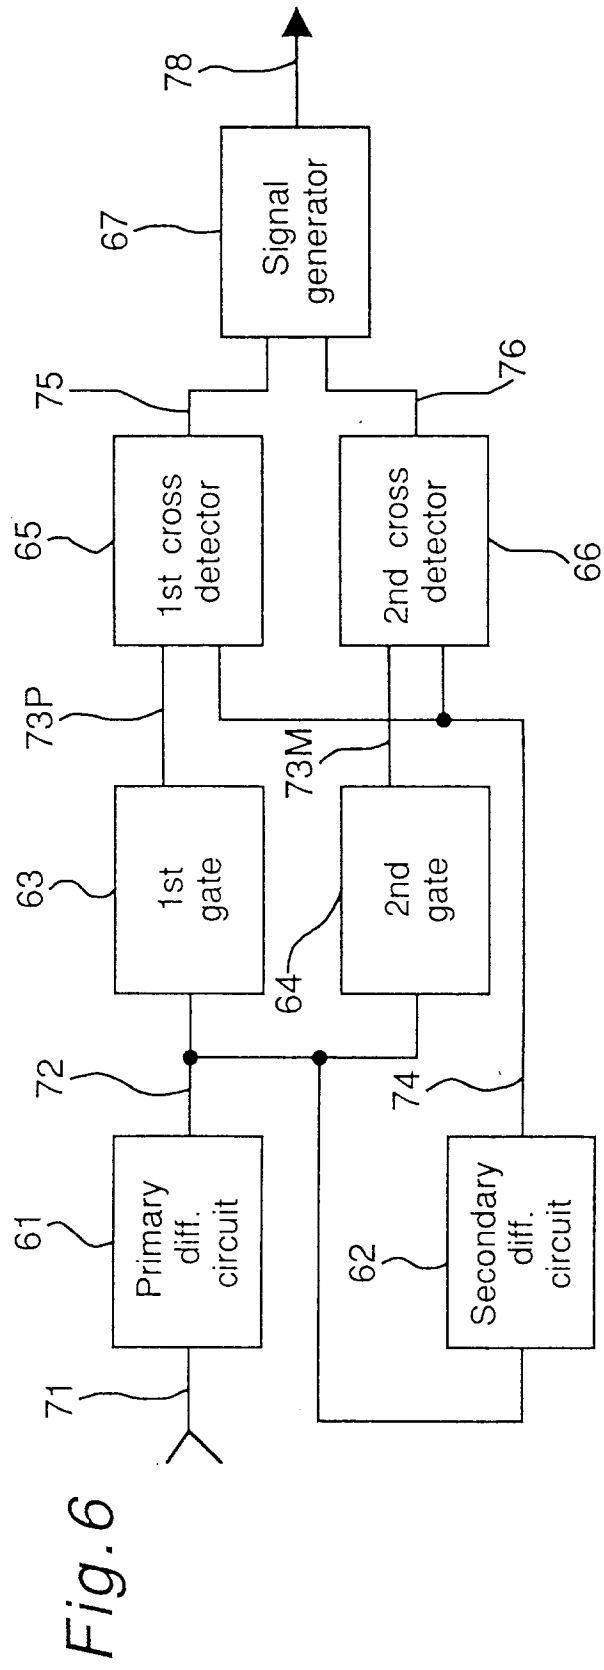 Fig.6
71
61
Primary
diff.
circuit
72
63
1st
gate
73P
65
1st cross
detector
75
67
Signal
generator
78
64
2nd
gate
73M
2nd cross
detector
66
76
62
Secondary
diff.
circuit
74